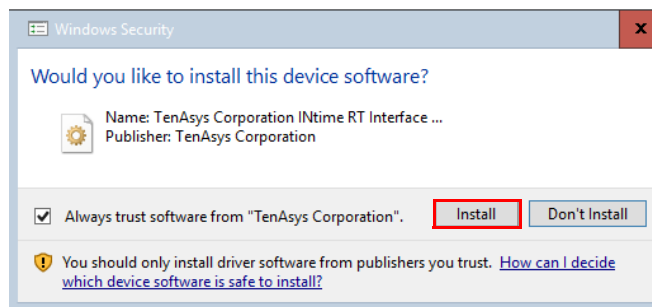 Windows Security
x
Would you like to install this device software?
Name: TenAsys Corporation INtime RT Interface ...
Publisher: TenAsys Corporation
Always trust software from "TenAsys Corporation".
Install
Don't Install
You should only install driver software from publishers you trust. How can I decide
which device software is safe to install?